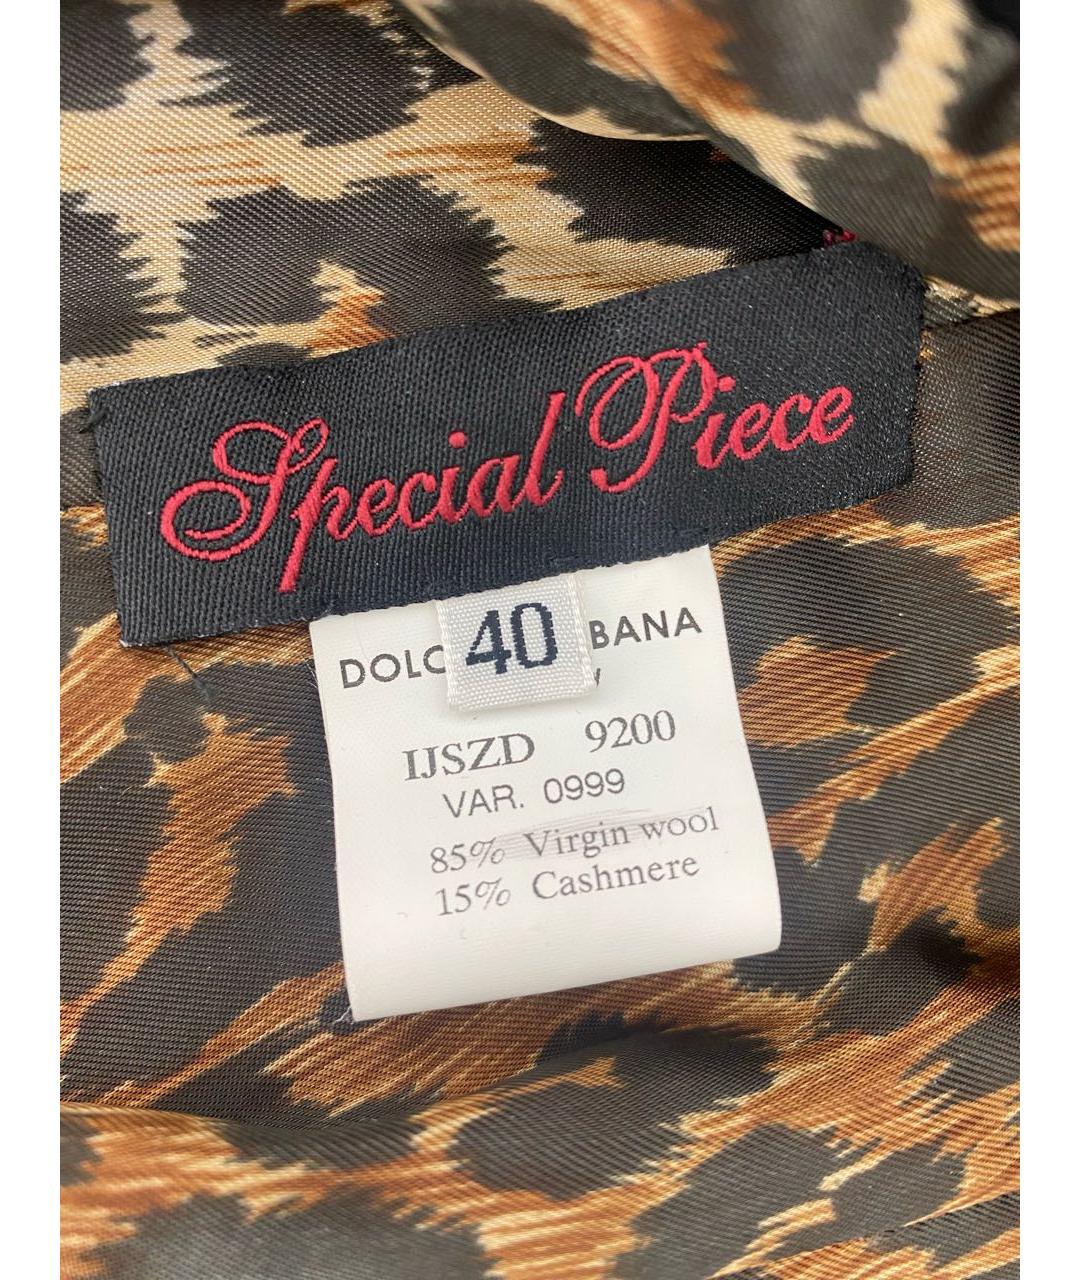 Special Piece
40
DOLC BANA
IJSZD 9200
VAR. 0999
85% Virgin wool
15% Cashmere